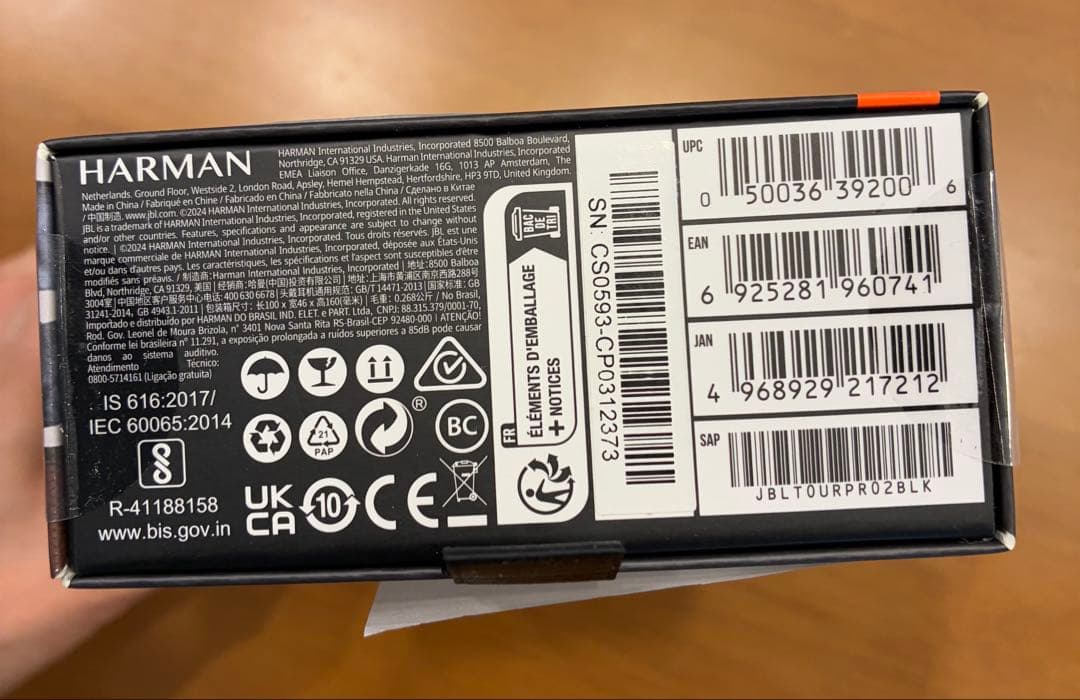 HARMAN
HARMAN International Industries, Incorporated 8500 Balboa Boulevard,
Northridge, CA 91329 USA. Harman International Industries, Incorporated
EMEA Liaison Office, Danzigerkade 16G, 1013 AP Amsterdam, The
Netherlands. Ground Floor, Westside 2, London Road, Apsley, Hemel Hempstead, Hertfordshire, HP3 9TD, United Kingdom.
Made in China / Fabriqué en Chine / Fabricado en China / Fabbricato nella China / Сделано в Китае
/ 中国制造. www.jbl.com. ©2024 HARMAN International Industries, Incorporated. All rights reserved.
JBL is a trademark of HARMAN International Industries, Incorporated, registered in the United States
and/or other countries. Features, specifications and appearance are subject to change without
notice. | ©2024 HARMAN International Industries, Incorporated. Tous droits réservés. JBL est une
marque commerciale de HARMAN International Industries, Incorporated, déposée aux États-Unis
et/ou dans d'autres pays. Les caractéristiques, les spécifications et l'aspect sont susceptibles d'être
modifiés sans préavis. / 制造商:Harman International Industries, Incorporated | 地址:8500 Balboa
Blvd, Northridge, CA 91329, 美国 | 经销商:哈曼(中国)投资有限公司 | 地址:上海市黄浦区南京西路288号
3004室 | 中国地区客户服务中心电话: 400 630 6678 | 头戴耳机通用规范: GB/T14471-2013 | 国家标准: GB
31241-2014, GB 4943.1-2011 | 包装箱尺寸: 长100 x 宽46 x 高160(毫米) | 毛重: 0.268公斤 / No Brasil,
Importado e distribuído por HARMAN DO BRASIL IND. ELET. e PART. Ltda, CNPJ: 88.315.379/0001-70,
Rod. Gov. Leonel de Moura Brizola, n° 3401 Nova Santa Rita RS-Brasil-CEP 92480-000 | ATENÇÃO!
Conforme lei brasileira n° 11.291, a exposição prolongada a ruídos superiores a 85dB pode causar
danos ao sistema auditivo.
Atendimento Técnico:
0800-5714161 (Ligação gratuita)
IS 616:2017/
IEC 60065:2014
R-41188158
www.bis.gov.in
21
PAP
®
BC
UK
CA
10
CE
FR
ÉLÉMENTS D'EMBALLAGE
+ NOTICES
BAC
DE
TRI
SN: CS0593-CP0312373
UPC
0 50036 39200 6
EAN
6 925281 960741
JAN
4 968929 217212
SAP
JBLTOURPRO2BLK